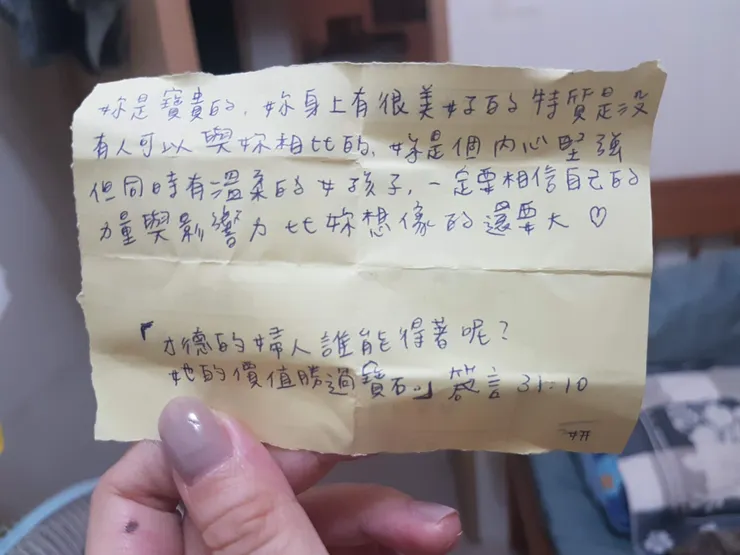 妳是寶貴的，妳身上有很美好的特質是沒
有人可以與妳相比的，妳是個內心堅強
但同時有溫柔的女孩子，一定要相信自己的
力量與影響力比妳想像的還要大♡
「才德的婦人誰能得著呢？
她的價值勝過寶石」箴言 31:10
妍